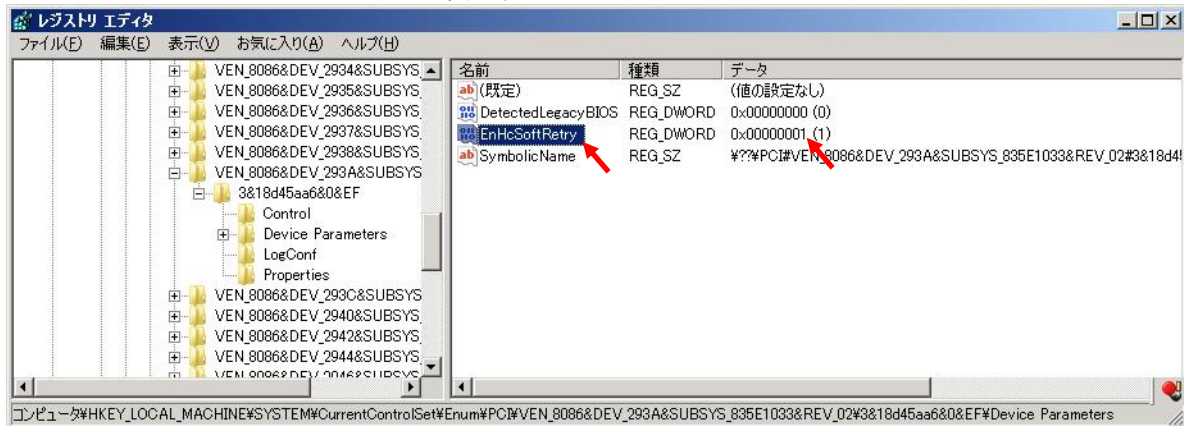 レジストリ エディタ
ファイル(F) 編集(E) 表示(V) お気に入り(A) ヘルプ(H)
VEN_8086&DEV_2934&SUBSYS_
VEN_8086&DEV_2935&SUBSYS_
VEN_8086&DEV_2936&SUBSYS_
VEN_8086&DEV_2937&SUBSYS_
VEN_8086&DEV_2938&SUBSYS_
VEN_8086&DEV_293A&SUBSYS
3&18d45aa6&0&EF
Control
Device Parameters
LogConf
Properties
VEN_8086&DEV_293C&SUBSYS
VEN_8086&DEV_2940&SUBSYS_
VEN_8086&DEV_2942&SUBSYS_
VEN_8086&DEV_2944&SUBSYS_
VEN_8086&DEV_2946&SUBSYS
名前 種類 データ
(既定) REG_SZ (値の設定なし)
DetectedLegacyBIOS REG_DWORD 0x00000000 (0)
EnHcSoftRetry REG_DWORD 0x00000001 (1)
SymbolicName REG_SZ ¥??¥PCI#VEN_8086&DEV_293A&SUBSYS_835E1033&REV_02#3&18d4
コンピュータ¥HKEY_LOCAL_MACHINE¥SYSTEM¥CurrentControlSet¥Enum¥PCI¥VEN_8086&DEV_293A&SUBSYS_835E1033&REV_02¥3&18d45aa6&0&EF¥Device Parameters